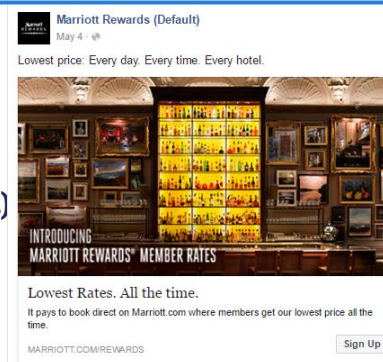 Marriott
REWARDS
Marriott Rewards (Default)
May 4 ·
Lowest price: Every day. Every time. Every hotel.
)
INTRODUCING
MARRIOTT REWARDS® MEMBER RATES
Lowest Rates. All the time.
It pays to book direct on Marriott.com where members get our lowest price all the
time.
MARRIOTT.COM/REWARDS
Sign Up